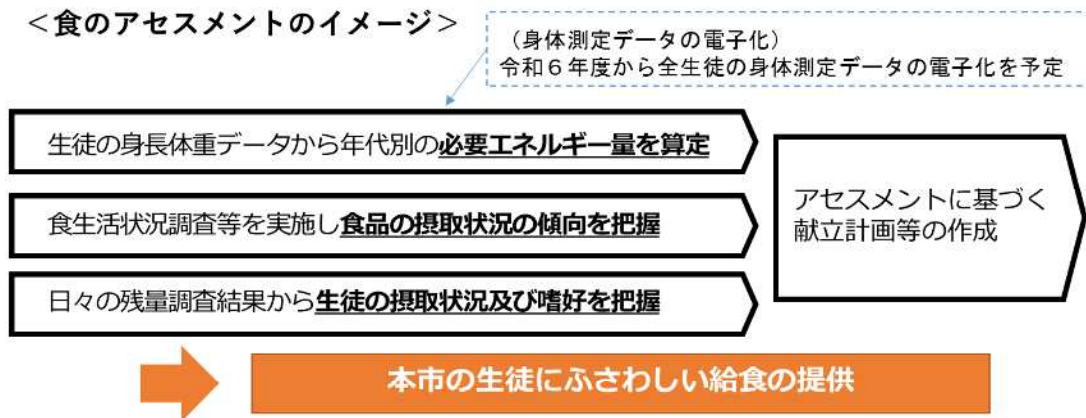 ＜食のアセスメントのイメージ＞
（身体測定データの電子化）
令和６年度から全生徒の身体測定データの電子化を予定
生徒の身長体重データから年代別の必要エネルギー量を算定
食生活状況調査等を実施し食品の摂取状況の傾向を把握
日々の残量調査結果から生徒の摂取状況及び嗜好を把握
アセスメントに基づく
献立計画等の作成
本市の生徒にふさわしい給食の提供